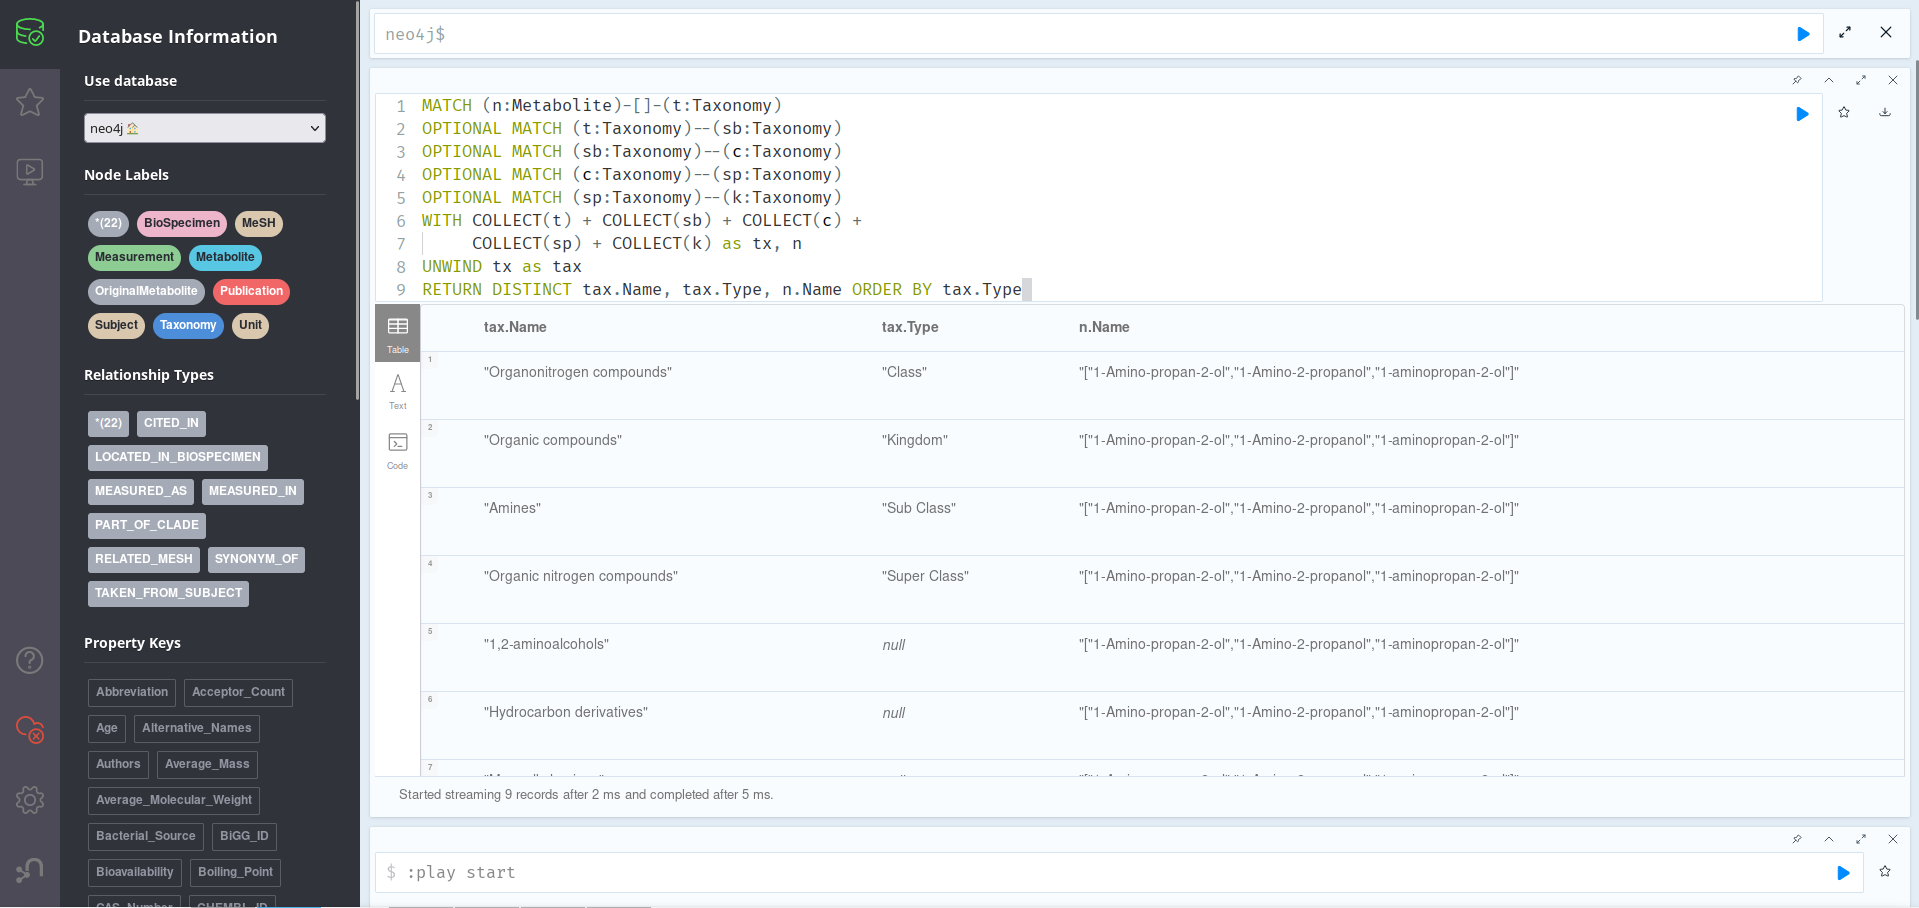 Database Information
Use database
neo4j
Node Labels
*(22) BioSpecimen MeSH
Measurement Metabolite
OriginalMetabolite Publication
Subject Taxonomy Unit
Relationship Types
*(22) CITED_IN
LOCATED_IN_BIOSPECIMEN
MEASURED_AS MEASURED_IN
PART_OF_CLADE
RELATED_MESH SYNONYM_OF
TAKEN_FROM_SUBJECT
Property Keys
Abbreviation Acceptor_Count
Age Alternative_Names
Authors Average_Mass
Average_Molecular_Weight
Bacterial_Source BiGG_ID
Bioavailability Boiling_Point
CAS_Number CHEMBL_ID
neo4j$
1 MATCH (n:Metabolite)-[]-(t:Taxonomy)
2 OPTIONAL MATCH (t:Taxonomy)--(sb:Taxonomy)
3 OPTIONAL MATCH (sb:Taxonomy)--(c:Taxonomy)
4 OPTIONAL MATCH (c:Taxonomy)--(sp:Taxonomy)
5 OPTIONAL MATCH (sp:Taxonomy)--(k:Taxonomy)
6 WITH COLLECT(t) + COLLECT(sb) + COLLECT(c) +
7 COLLECT(sp) + COLLECT(k) as tx, n
8 UNWIND tx as tax
9 RETURN DISTINCT tax.Name, tax.Type, n.Name ORDER BY tax.Type
Table
Text
Code
tax.Name tax.Type n.Name
1 "Organonitrogen compounds" "Class" "["1-Amino-propan-2-ol","1-Amino-2-propanol","1-aminopropan-2-ol"]"
2 "Organic compounds" "Kingdom" "["1-Amino-propan-2-ol","1-Amino-2-propanol","1-aminopropan-2-ol"]"
3 "Amines" "Sub Class" "["1-Amino-propan-2-ol","1-Amino-2-propanol","1-aminopropan-2-ol"]"
4 "Organic nitrogen compounds" "Super Class" "["1-Amino-propan-2-ol","1-Amino-2-propanol","1-aminopropan-2-ol"]"
5 "1,2-aminoalcohols" null "["1-Amino-propan-2-ol","1-Amino-2-propanol","1-aminopropan-2-ol"]"
6 "Hydrocarbon derivatives" null "["1-Amino-propan-2-ol","1-Amino-2-propanol","1-aminopropan-2-ol"]"
7
Started streaming 9 records after 2 ms and completed after 5 ms.
$ :play start